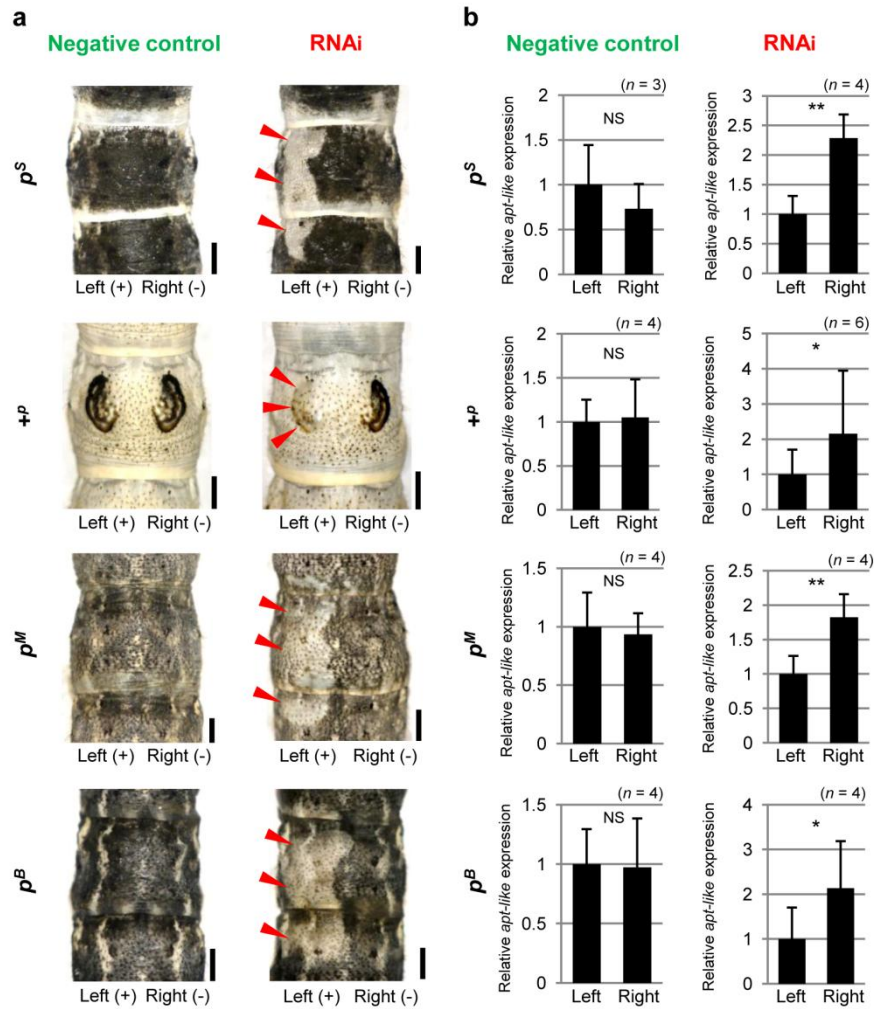 a
Negative control RNAi
p^S
Left (+) Right (-) Left (+) Right (-)
+^p
Left (+) Right (-) Left (+) Right (-)
p^M
Left (+) Right (-) Left (+) Right (-)
p^B
Left (+) Right (-) Left (+) Right (-)
b
Negative control RNAi
p^S
(n = 3)
NS
Relative apt-like expression
2
1.5
1
0.5
0
Left Right
(n = 4)
**
Relative apt-like expression
3
2.5
2
1.5
1
0.5
0
Left Right
+^p
(n = 4)
NS
Relative apt-like expression
2
1.5
1
0.5
0
Left Right
(n = 6)
*
Relative apt-like expression
5
4
3
2
1
0
Left Right
p^M
(n = 4)
NS
Relative apt-like expression
1.5
1
0.5
0
Left Right
(n = 4)
**
Relative apt-like expression
2.5
2
1.5
1
0.5
0
Left Right
p^B
(n = 4)
NS
Relative apt-like expression
1.5
1
0.5
0
Left Right
(n = 4)
*
Relative apt-like expression
4
3
2
1
0
Left Right